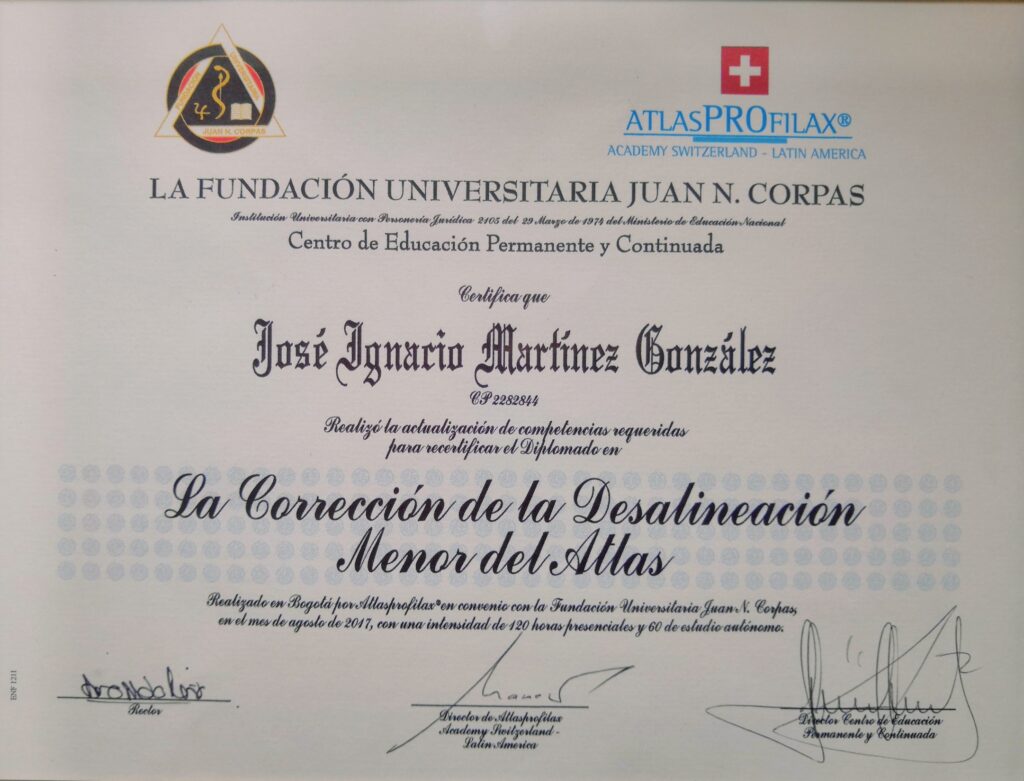 FUNDACIÓN UNIVERSITARIA
JUAN N. CORPAS
ATLASPROFILAX®
ACADEMY SWITZERLAND - LATIN AMERICA
LA FUNDACIÓN UNIVERSITARIA JUAN N. CORPAS
Institución Universitaria con Personería Jurídica 2105 del 29 Marzo de 1974 del Ministerio de Educación Nacional
Centro de Educación Permanente y Continuada
Certifica que
José Ignacio Martínez González
CP 2282844
Realizó la actualización de competencias requeridas
para recertificar el Diplomado en
La Corrección de la Desalineación
Menor del Atlas
Realizado en Bogotá por Atlasprofilax® en convenio con la Fundación Universitaria Juan N. Corpas,
en el mes de agosto de 2017, con una intensidad de 120 horas presenciales y 60 de estudio autónomo.
Rector
Director de Atlasprofilax
Academy Switzerland -
Latin America
Director Centro de Educación
Permanente y Continuada
ENF 1211